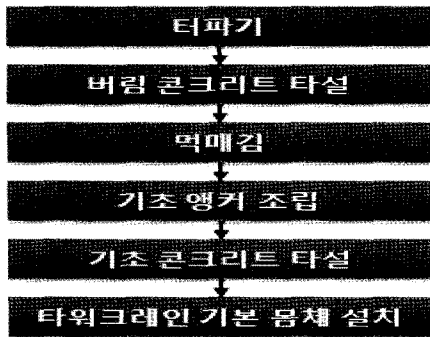 터파기
버림 콘크리트 타설
먹매김
기초 앵커 조립
기초 콘크리트 타설
타워크레인 기본 몸체 설치